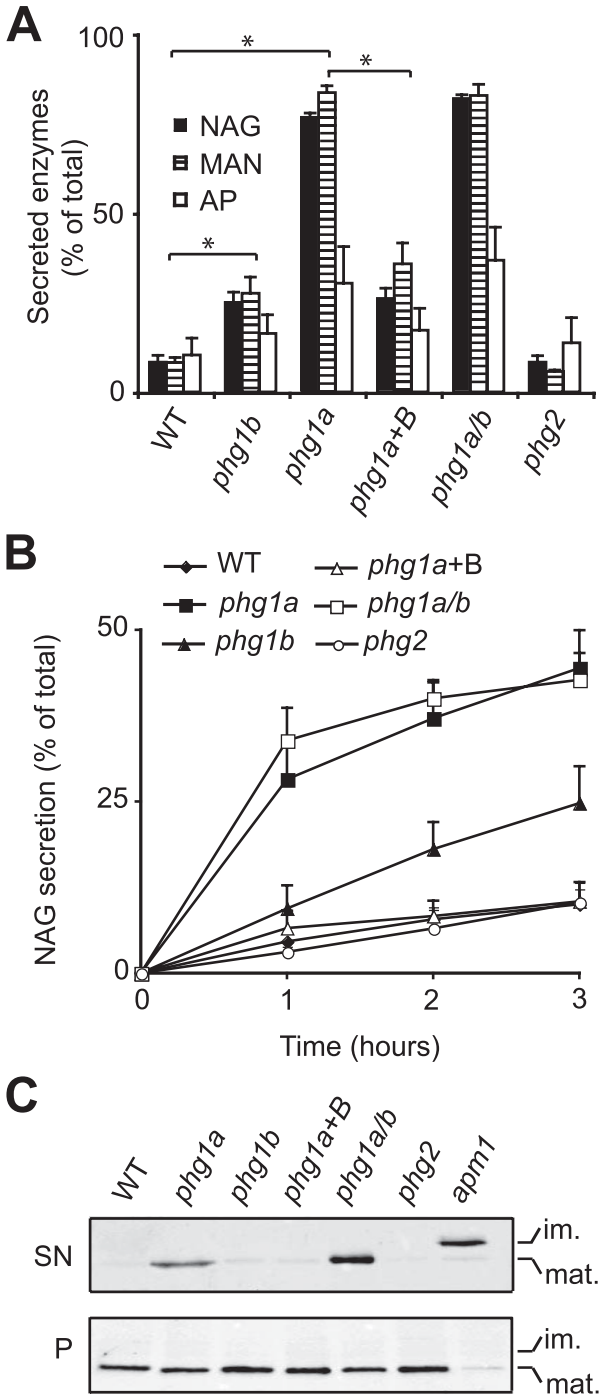 A
Secreted enzymes
(% of total)
100
50
0
* *
*
NAG
MAN
AP
WT phg1b phg1a phg1a+B phg1a/b phg2
B
WT phg1a+B
phg1a phg1a/b
phg1b phg2
NAG secretion (% of total)
50
25
0
0 1 2 3
Time (hours)
C
WT phg1a phg1b phg1a+B phg1a/b phg2 apm1
SN im.
mat.
P im.
mat.